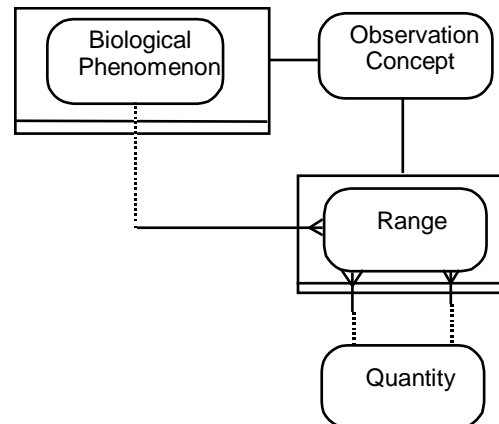 Biological
Phenomenon
Observation
Concept
Range
Quantity